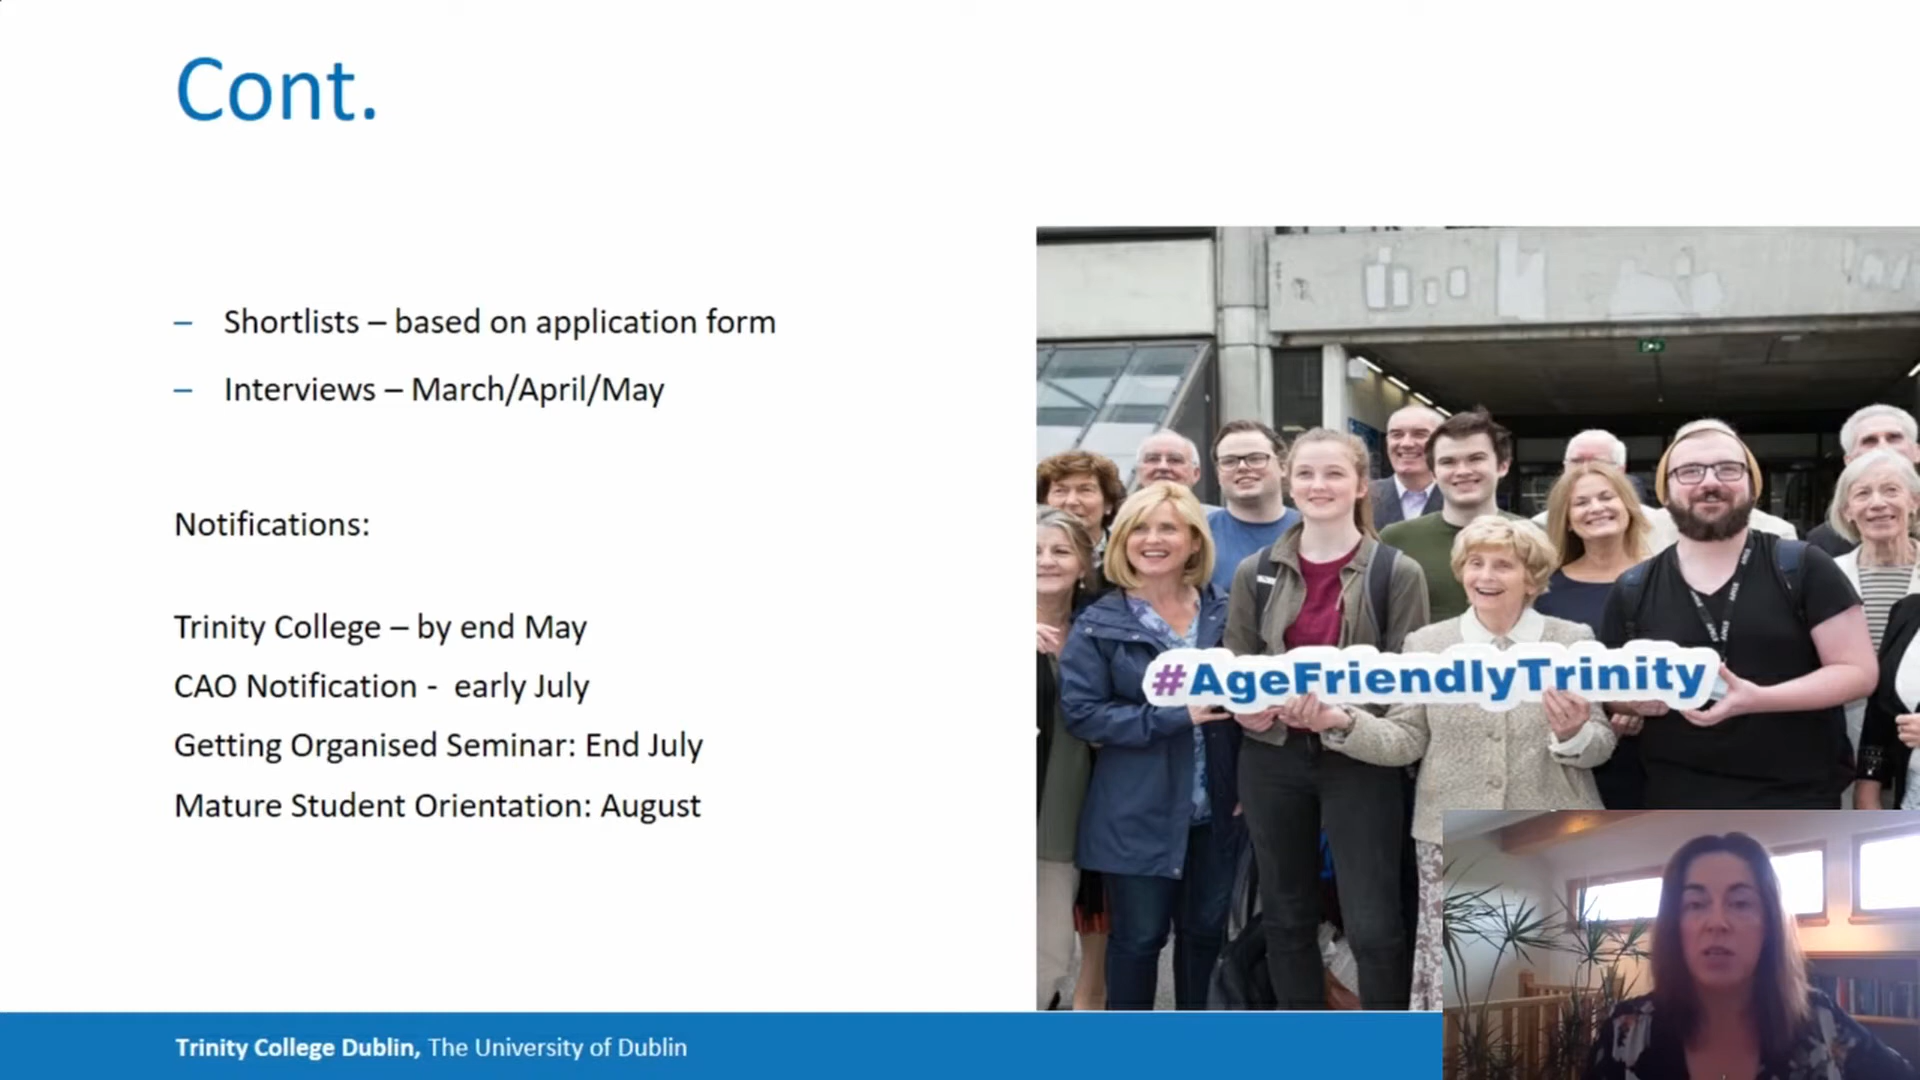 Cont.
– Shortlists – based on application form
– Interviews – March/April/May
Notifications:
Trinity College – by end May
CAO Notification - early July
Getting Organised Seminar: End July
Mature Student Orientation: August
#AgeFriendlyTrinity
Trinity College Dublin, The University of Dublin